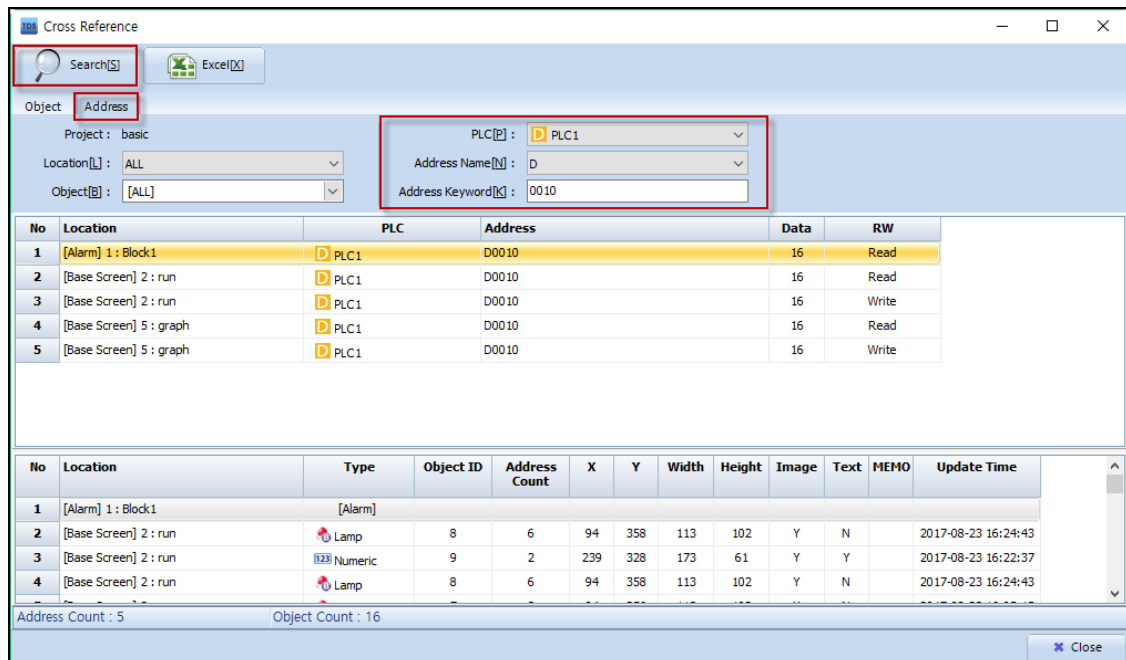 TDS Cross Reference
Search[S] Excel[X]
Object Address
Project : basic PLC[P] : D PLC1
Location[L] : ALL Address Name[N] : D
Object[B] : [ALL] Address Keyword[K] : 0010
No Location PLC Address Data RW
1 [Alarm] 1 : Block1 D PLC1 D0010 16 Read
2 [Base Screen] 2 : run D PLC1 D0010 16 Read
3 [Base Screen] 2 : run D PLC1 D0010 16 Write
4 [Base Screen] 5 : graph D PLC1 D0010 16 Read
5 [Base Screen] 5 : graph D PLC1 D0010 16 Write
No Location Type Object ID Address Count X Y Width Height Image Text MEMO Update Time
1 [Alarm] 1 : Block1 [Alarm]
2 [Base Screen] 2 : run Lamp 8 6 94 358 113 102 Y N 2017-08-23 16:24:43
3 [Base Screen] 2 : run 123 Numeric 9 2 239 328 173 61 Y Y 2017-08-23 16:22:37
4 [Base Screen] 2 : run Lamp 8 6 94 358 113 102 Y N 2017-08-23 16:24:43
Address Count : 5 Object Count : 16
Close